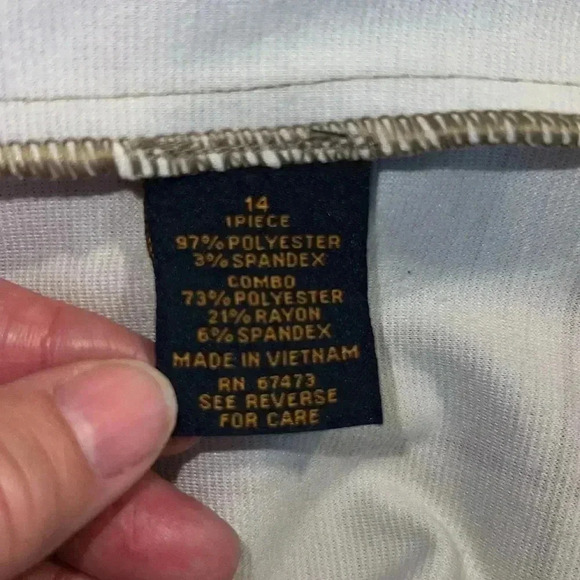 14
1PIECE
97% POLYESTER
3% SPANDEX
COMBO
73% POLYESTER
21% RAYON
6% SPANDEX
MADE IN VIETNAM
RN 67473
SEE REVERSE
FOR CARE